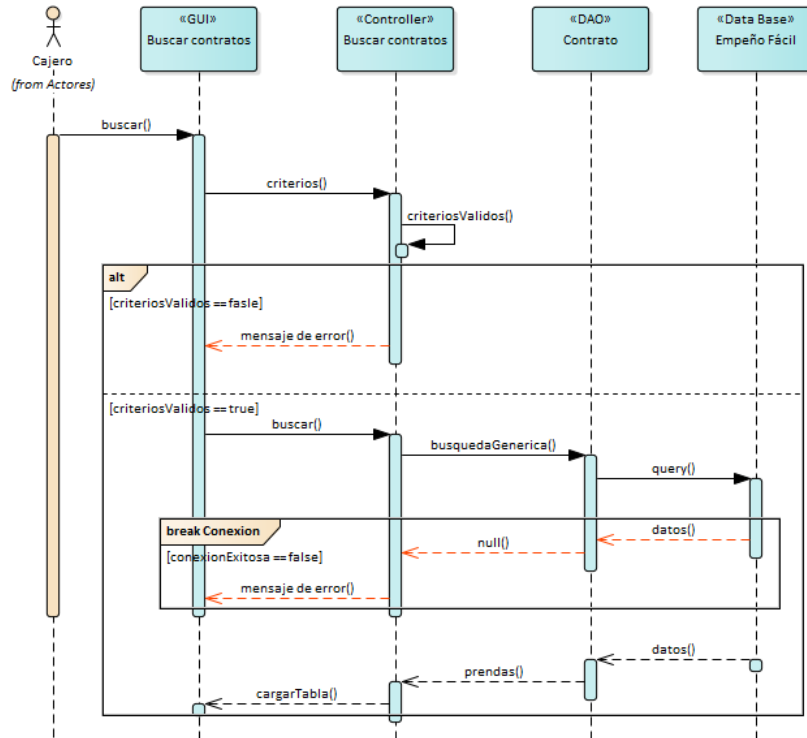 «GUI»
Buscar contratos
«Controller»
Buscar contratos
«DAO»
Contrato
«Data Base»
Empeño Fácil
Cajero
(from Actores)
buscar()
criterios()
criteriosValidos()
alt
[criteriosValidos == fasle]
mensaje de error()
[criteriosValidos == true]
buscar()
busquedaGenerica()
query()
break Conexion
datos()
null()
[conexionExitosa == false]
mensaje de error()
datos()
prendas()
cargarTabla()